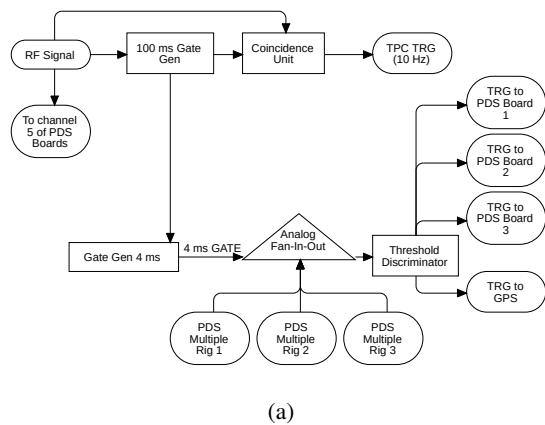 RF Signal
100 ms Gate
Gen
Coincidence
Unit
TPC TRG
(10 Hz)
To channel
5 of PDS
Boards
TRG to
PDS Board
1
TRG to
PDS Board
2
TRG to
PDS Board
3
Gate Gen 4 ms
4 ms GATE
Analog
Fan-In-Out
Threshold
Discriminator
TRG to
GPS
PDS
Multiple
Rig 1
PDS
Multiple
Rig 2
PDS
Multiple
Rig 3
(a)